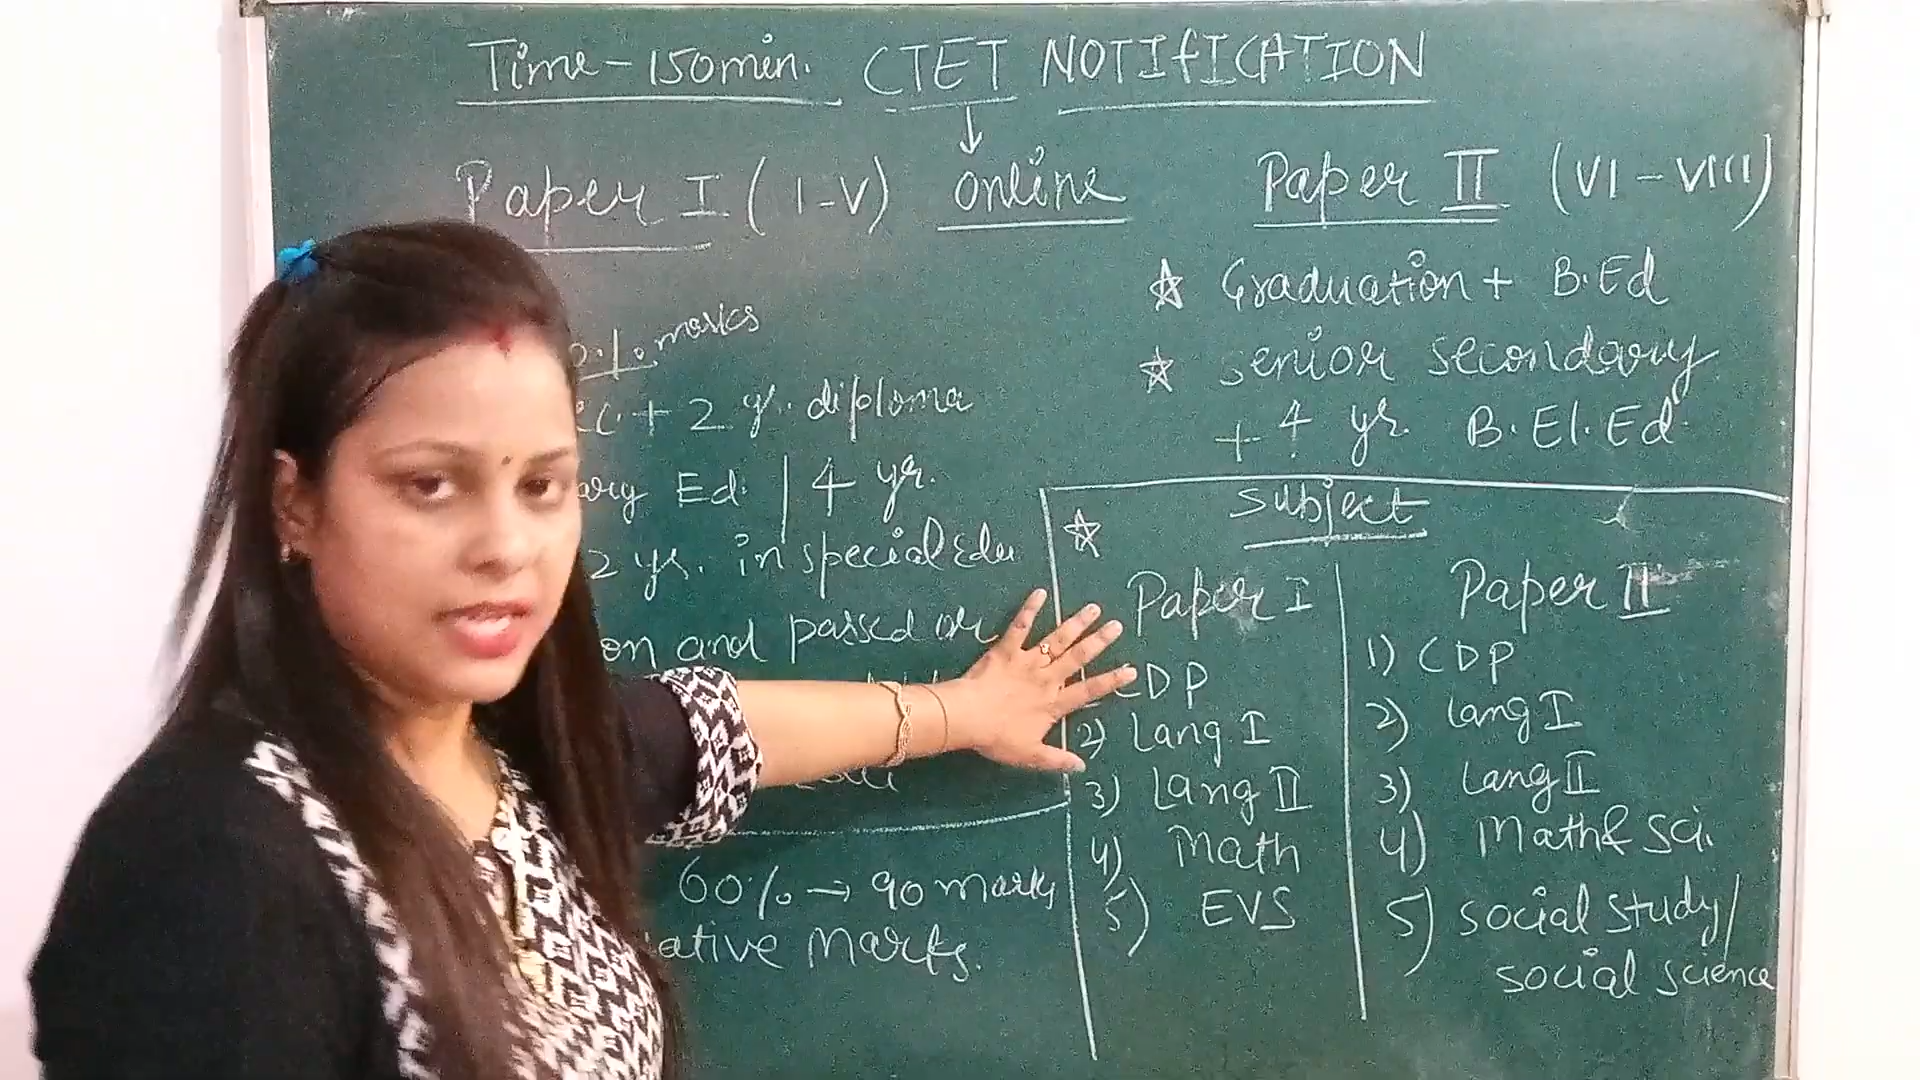 Time - 150 min. CTET NOTIfICATION
↓
Paper I (I-V) online
marks
+ 2 yr. diploma
Ed. | 4 yr.
2 yr. in special Edu
on and passed or
60% → 90 marks
ative Marks.
Paper II (VI - VIII)
☆ Graduation + B.Ed
☆ Senior secondary
+ 4 yr. B.El.Ed.
☆ Subject
Paper I
CDP
2) Lang I
3) Lang II
4) Math
5) EVS
Paper II
1) CDP
2) Lang I
3) Lang II
4) Math & Sci.
5) Social study/
social science